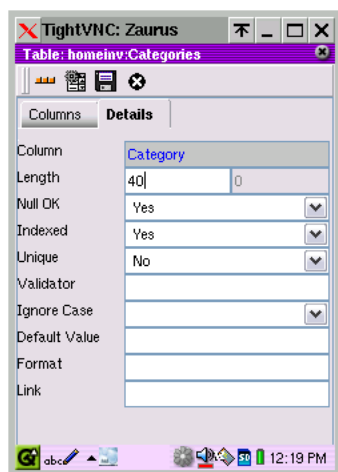 TightVNC: Zaurus
Table: homeinv:Categories
Columns Details
Column Category
Length 40 0
Null OK Yes
Indexed Yes
Unique No
Validator
Ignore Case
Default Value
Format
Link
abc SD 12:19 PM